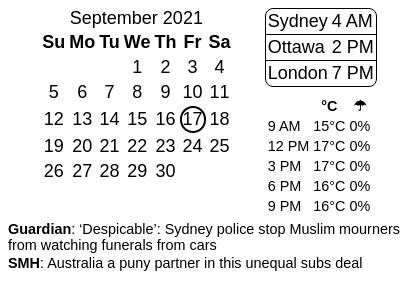 September 2021
Su Mo Tu We Th Fr Sa
1 2 3 4
5 6 7 8 9 10 11
12 13 14 15 16 17 18
19 20 21 22 23 24 25
26 27 28 29 30
Sydney 4 AM
Ottawa 2 PM
London 7 PM
°C ☂
9 AM 15°C 0%
12 PM 17°C 0%
3 PM 17°C 0%
6 PM 16°C 0%
9 PM 16°C 0%
Guardian: ‘Despicable’: Sydney police stop Muslim mourners
from watching funerals from cars
SMH: Australia a puny partner in this unequal subs deal